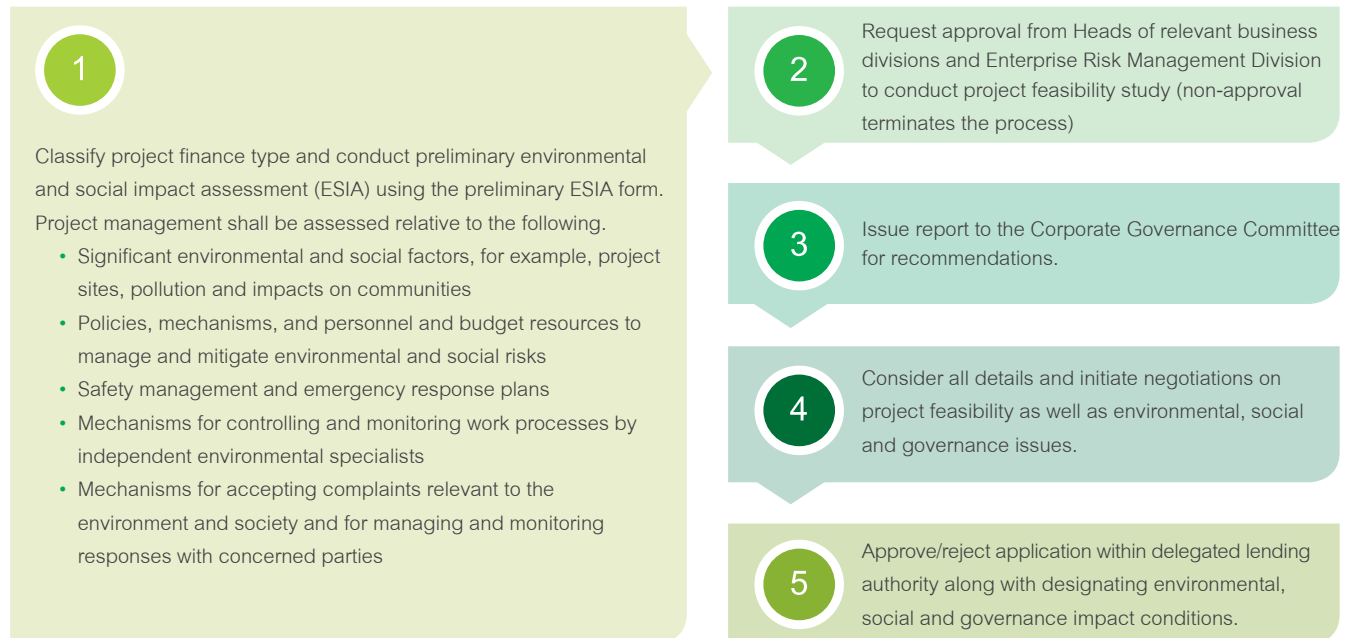 1
Classify project finance type and conduct preliminary environmental
and social impact assessment (ESIA) using the preliminary ESIA form.
Project management shall be assessed relative to the following.
• Significant environmental and social factors, for example, project
sites, pollution and impacts on communities
• Policies, mechanisms, and personnel and budget resources to
manage and mitigate environmental and social risks
• Safety management and emergency response plans
• Mechanisms for controlling and monitoring work processes by
independent environmental specialists
• Mechanisms for accepting complaints relevant to the
environment and society and for managing and monitoring
responses with concerned parties
2
Request approval from Heads of relevant business
divisions and Enterprise Risk Management Division
to conduct project feasibility study (non-approval
terminates the process)
3
Issue report to the Corporate Governance Committee
for recommendations.
4
Consider all details and initiate negotiations on
project feasibility as well as environmental, social
and governance issues.
5
Approve/reject application within delegated lending
authority along with designating environmental,
social and governance impact conditions.